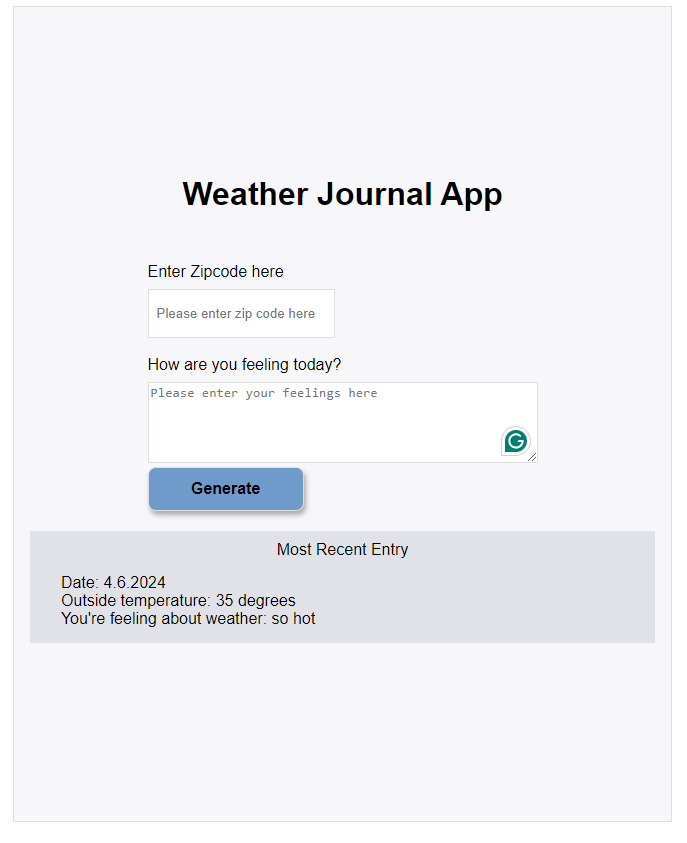 Weather Journal App
Enter Zipcode here
Please enter zip code here
How are you feeling today?
Please enter your feelings here
G
Generate
Most Recent Entry
Date: 4.6.2024
Outside temperature: 35 degrees
You're feeling about weather: so hot